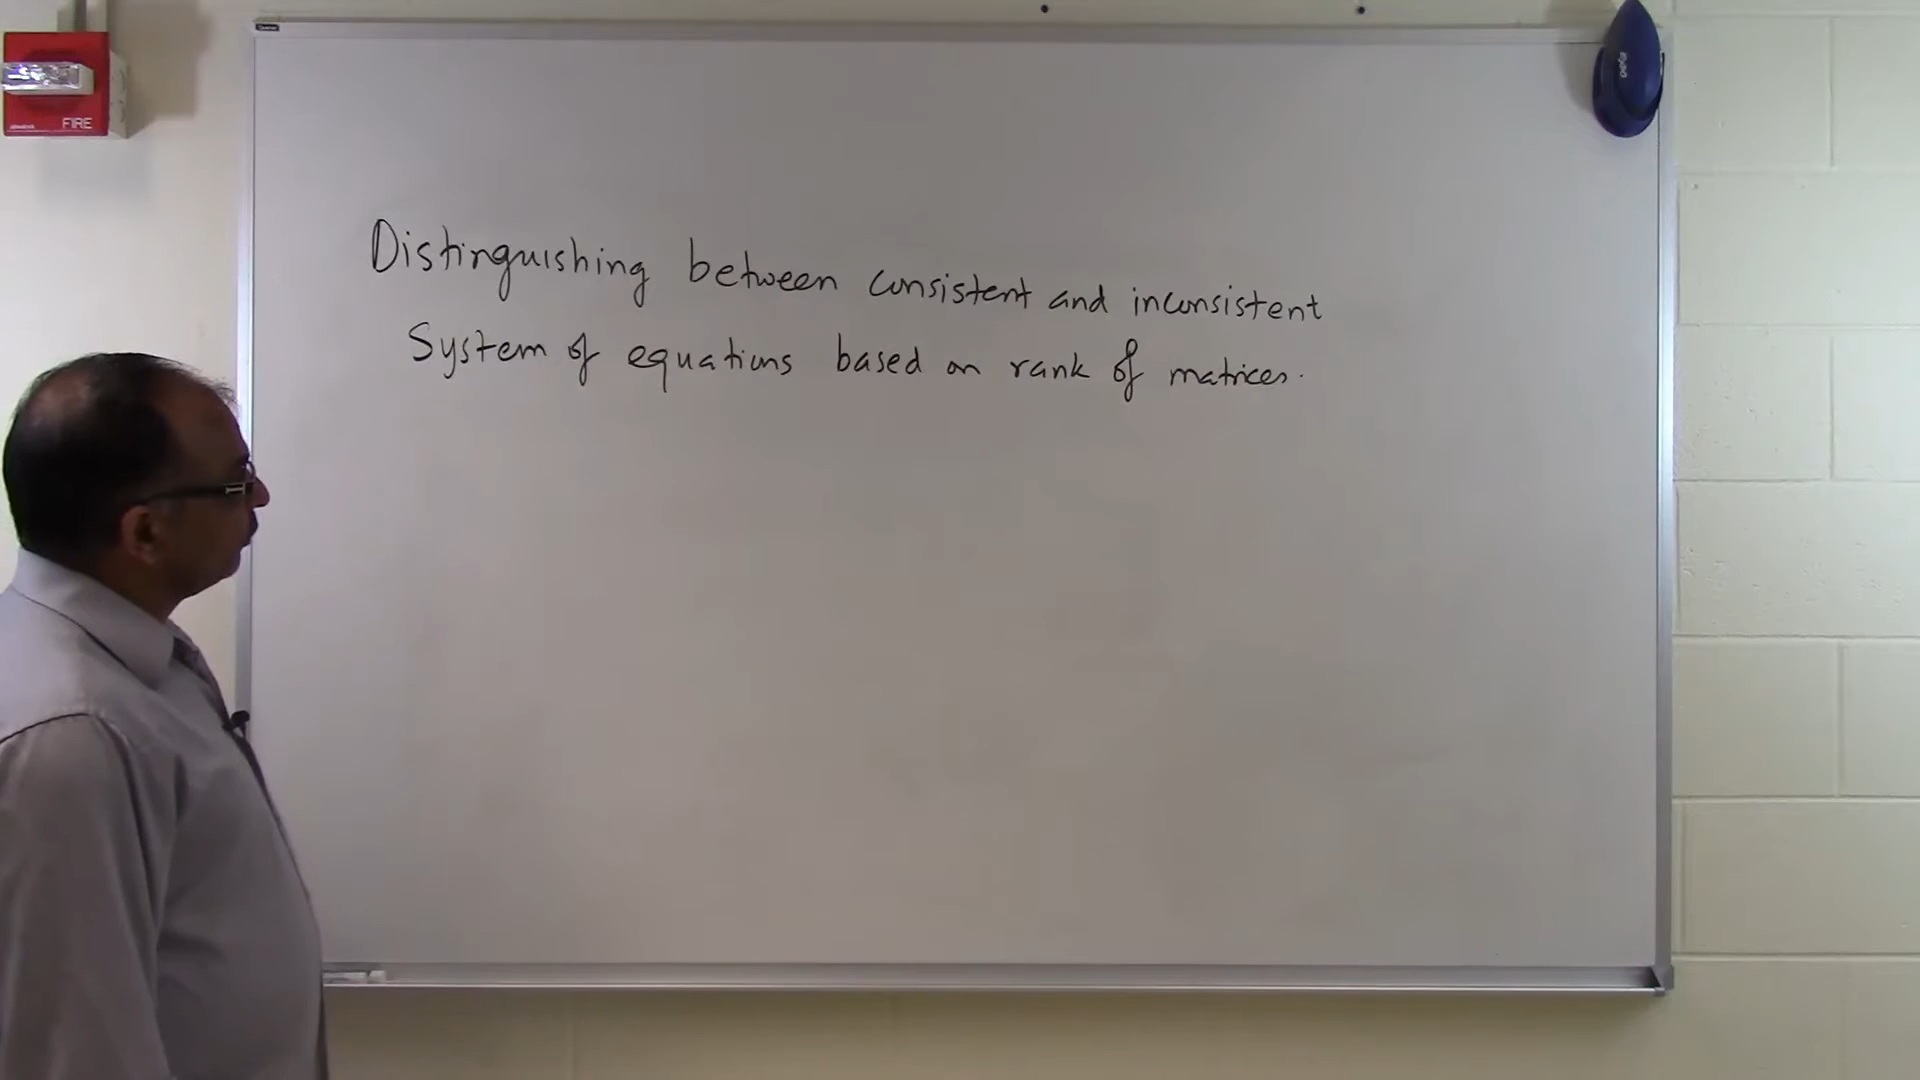 FIRE
Distinguishing between consistent and inconsistent
System of equations based on rank of matrices.